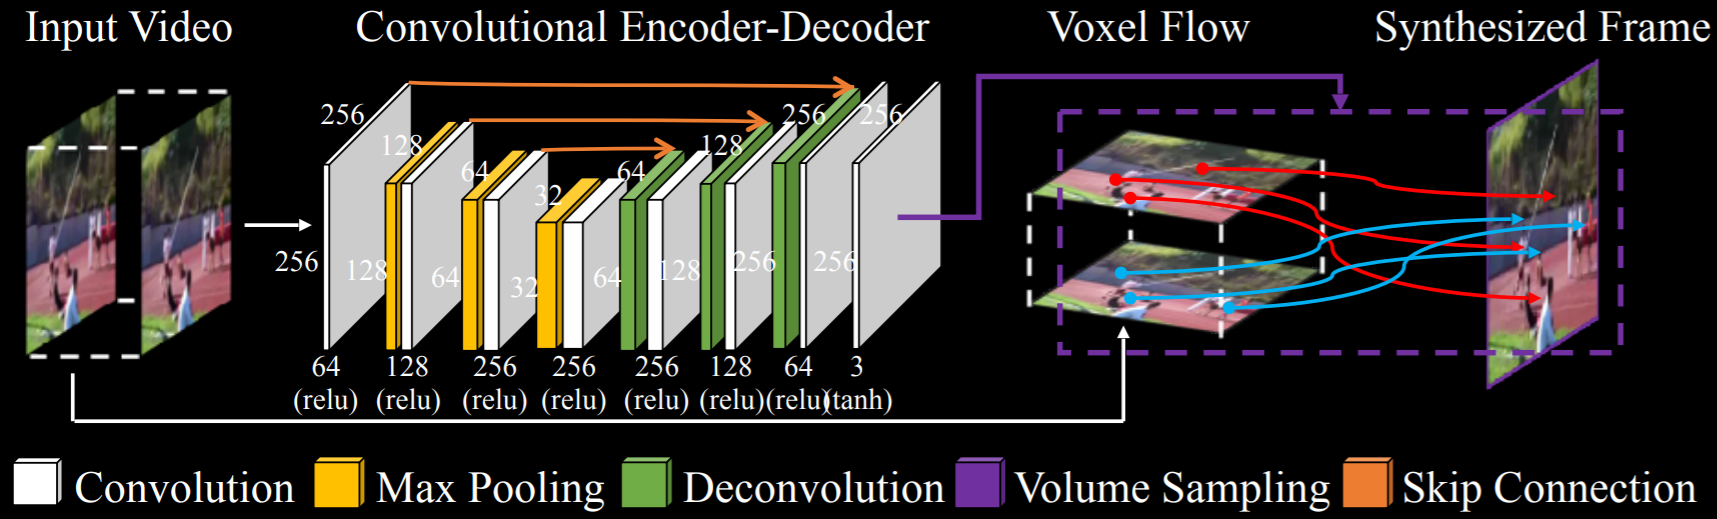 Input Video
Convolutional Encoder-Decoder
Voxel Flow
Synthesized Frame
256
128
64
32
64
128
256
256
256
128
64
32
64
128
256
256
64 128 256 256 256 128 64 3
(relu) (relu) (relu) (relu) (relu) (relu) (relu) (tanh)
Convolution Max Pooling Deconvolution Volume Sampling Skip Connection